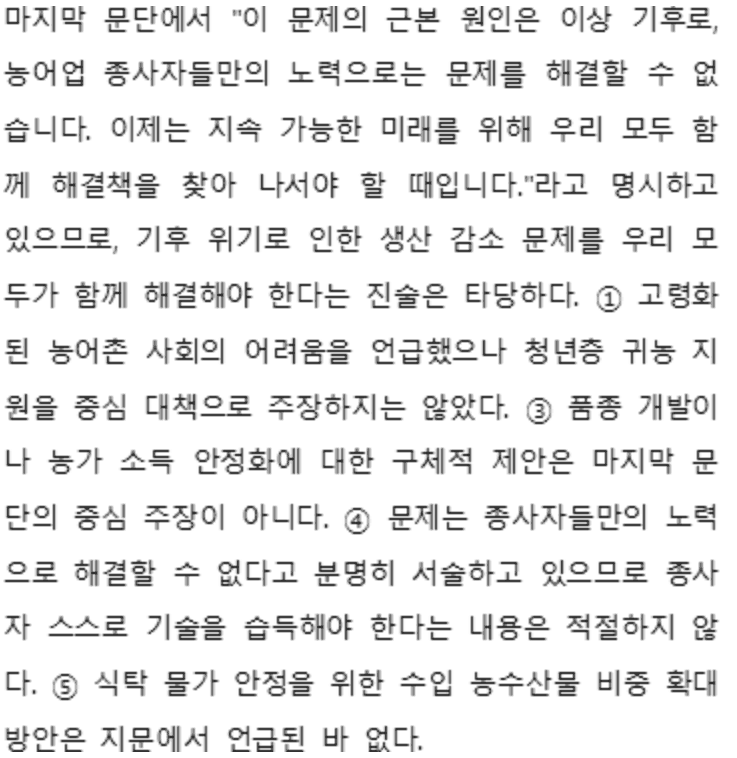 마지막 문단에서 "이 문제의 근본 원인은 이상 기후로,
농어업 종사자들만의 노력으로는 문제를 해결할 수 없
습니다. 이제는 지속 가능한 미래를 위해 우리 모두 함
께 해결책을 찾아 나서야 할 때입니다."라고 명시하고
있으므로, 기후 위기로 인한 생산 감소 문제를 우리 모
두가 함께 해결해야 한다는 진술은 타당하다. ① 고령화
된 농어촌 사회의 어려움을 언급했으나 청년층 귀농 지
원을 중심 대책으로 주장하지는 않았다. ③ 품종 개발이
나 농가 소득 안정화에 대한 구체적 제안은 마지막 문
단의 중심 주장이 아니다. ④ 문제는 종사자들만의 노력
으로 해결할 수 없다고 분명히 서술하고 있으므로 종사
자 스스로 기술을 습득해야 한다는 내용은 적절하지 않
다. ⑤ 식탁 물가 안정을 위한 수입 농수산물 비중 확대
방안은 지문에서 언급된 바 없다.